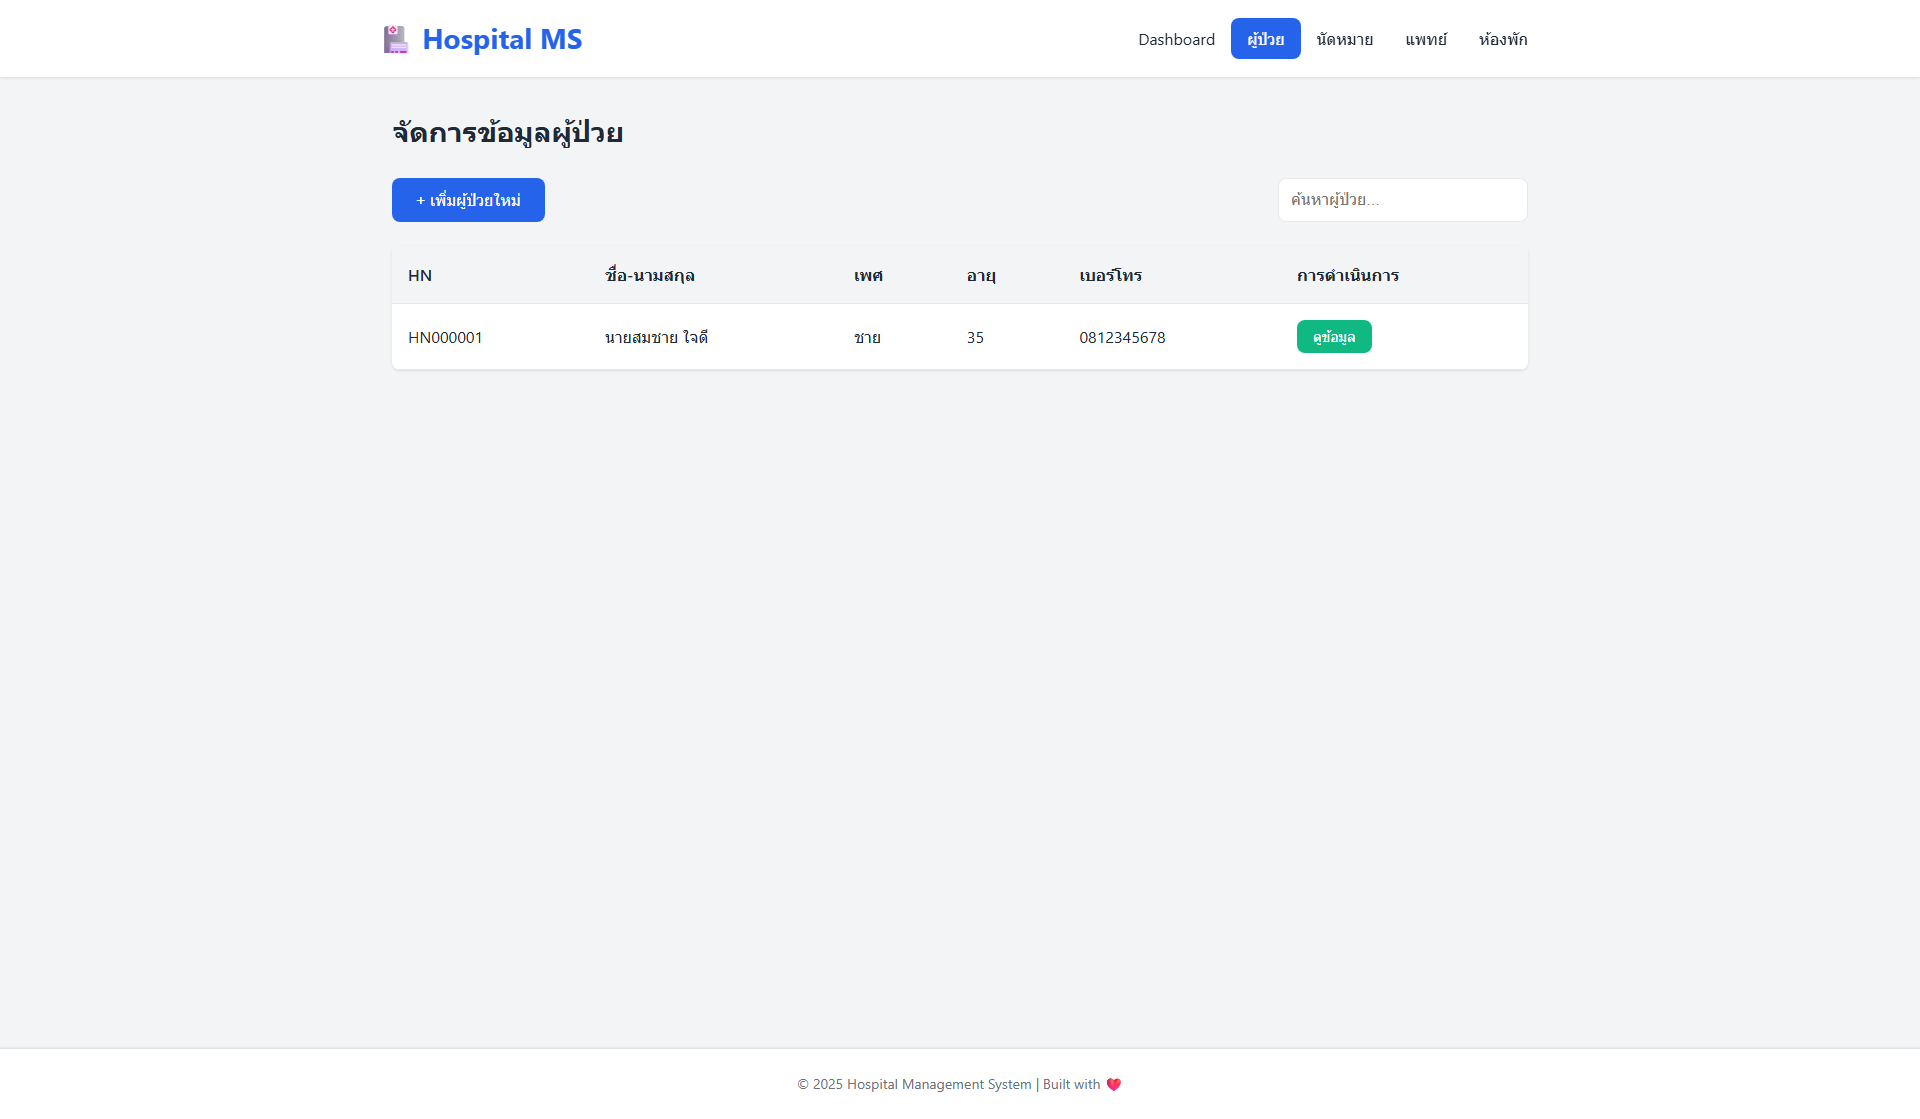 Hospital MS
Dashboard ผู้ป่วย นัดหมาย แพทย์ ห้องพัก
จัดการข้อมูลผู้ป่วย
+ เพิ่มผู้ป่วยใหม่ ค้นหาผู้ป่วย...
HN ชื่อ-นามสกุล เพศ อายุ เบอร์โทร การดำเนินการ
HN000001 นายสมชาย ใจดี ชาย 35 0812345678 ดูข้อมูล
© 2025 Hospital Management System | Built with ❤️